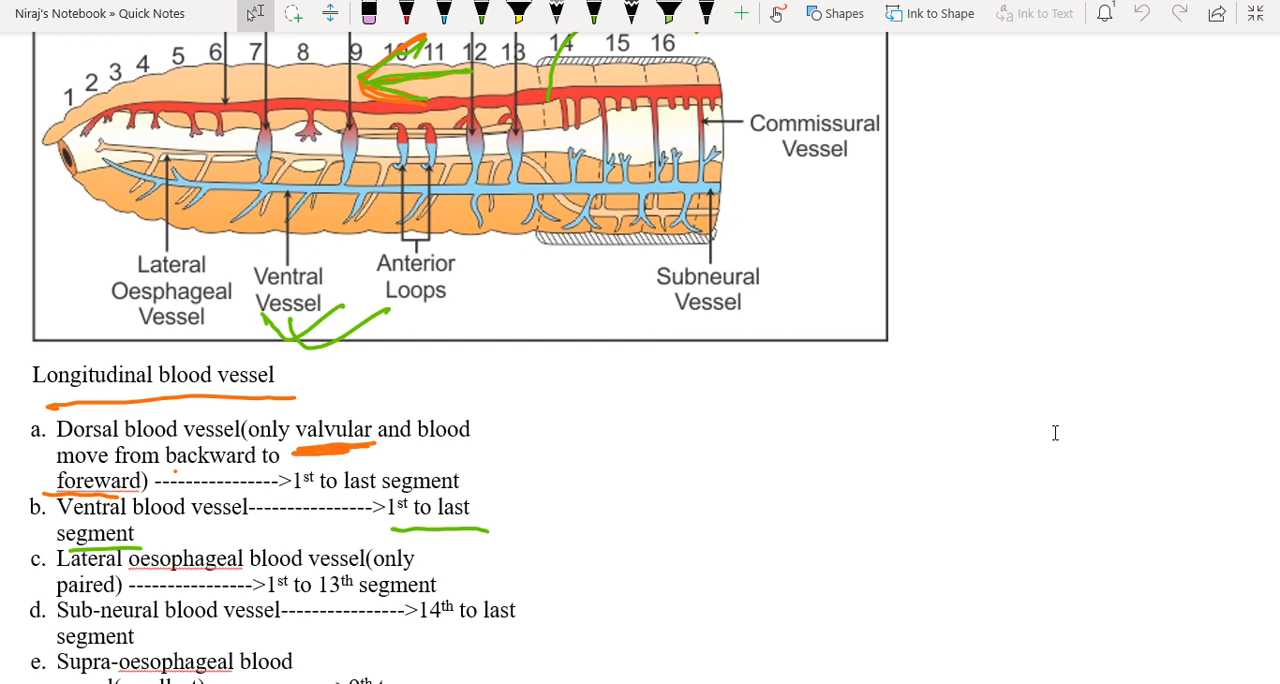 Niraj's Notebook » Quick Notes
Shapes
Ink to Shape
Ink to Text
1 2 3 4 5 6 7 8 9 10 11 12 13 14 15 16
Commissural
Vessel
Lateral
Oesphageal
Vessel
Ventral
Vessel
Anterior
Loops
Subneural
Vessel
Longitudinal blood vessel
a. Dorsal blood vessel(only valvular and blood
move from backward to
foreward) ---------------->1st to last segment
b. Ventral blood vessel---------------->1st to last
segment
c. Lateral oesophageal blood vessel(only
paired) ---------------->1st to 13th segment
d. Sub-neural blood vessel---------------->14th to last
segment
e. Supra-oesophageal blood